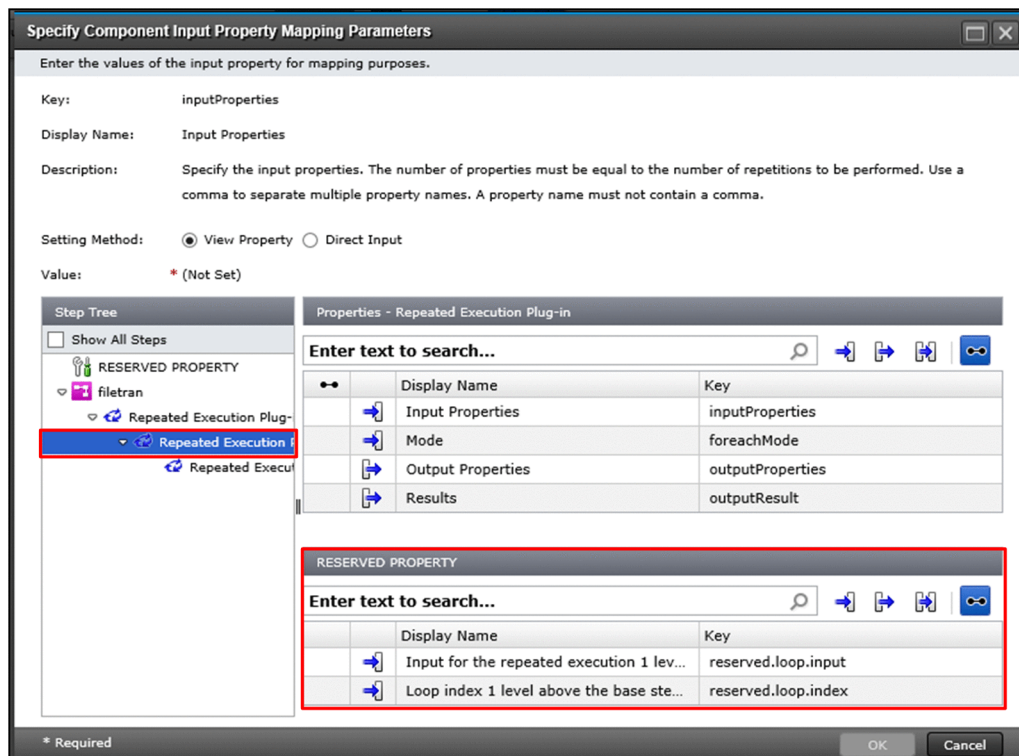 Specify Component Input Property Mapping Parameters
Enter the values of the input property for mapping purposes.
Key: inputProperties
Display Name: Input Properties
Description: Specify the input properties. The number of properties must be equal to the number of repetitions to be performed. Use a
comma to separate multiple property names. A property name must not contain a comma.
Setting Method: View Property Direct Input
Value: * (Not Set)
Step Tree
Show All Steps
RESERVED PROPERTY
filetran
Repeated Execution Plug-
Repeated Execution P
Repeated Execut
Properties - Repeated Execution Plug-in
Enter text to search...
Display Name Key
Input Properties inputProperties
Mode foreachMode
Output Properties outputProperties
Results outputResult
RESERVED PROPERTY
Enter text to search...
Display Name Key
Input for the repeated execution 1 lev... reserved.loop.input
Loop index 1 level above the base ste... reserved.loop.index
* Required
OK Cancel